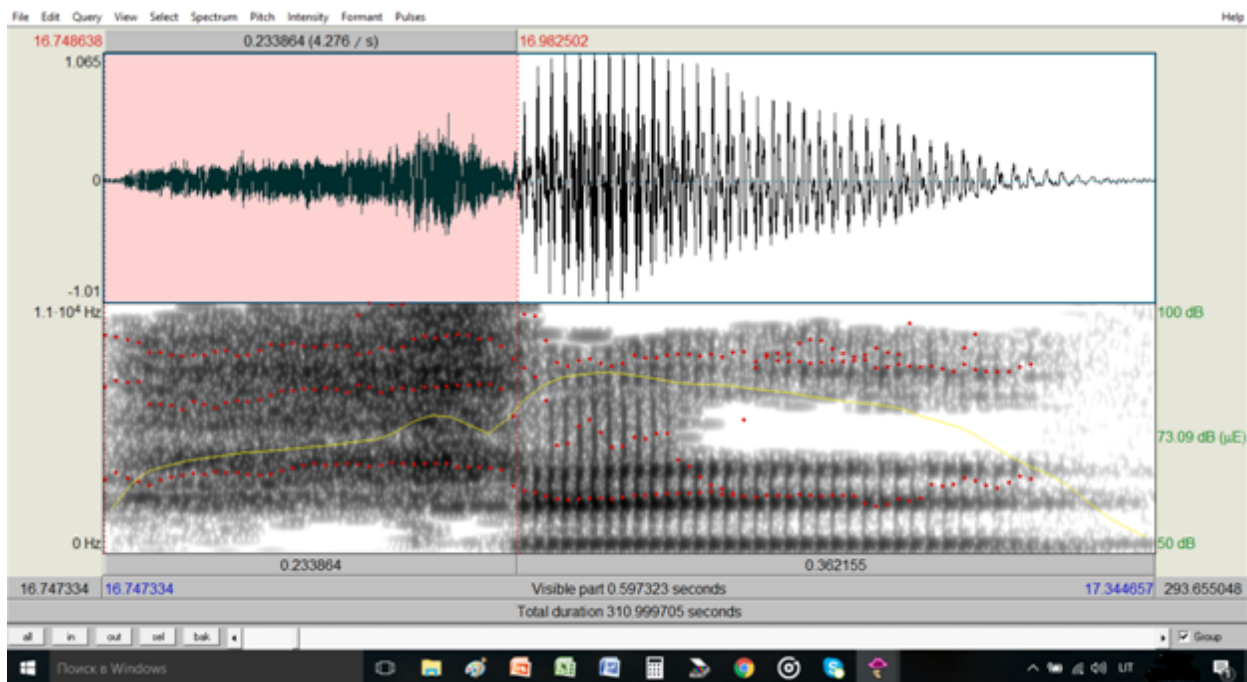 File Edit Query View Select Spectrum Pitch Intensity Formant Pulses Help
16.748638 0.233864 (4.276 / s) 16.982502
1.065
0
-1.01
1.1·10⁴ Hz 100 dB
73.09 dB (µE)
0 Hz 50 dB
0.233864 0.362155
16.747334 16.747334 Visible part 0.597323 seconds 17.344657 293.655048
Total duration 310.999705 seconds
all in out sel bak Group
Поиск в Windows LIT